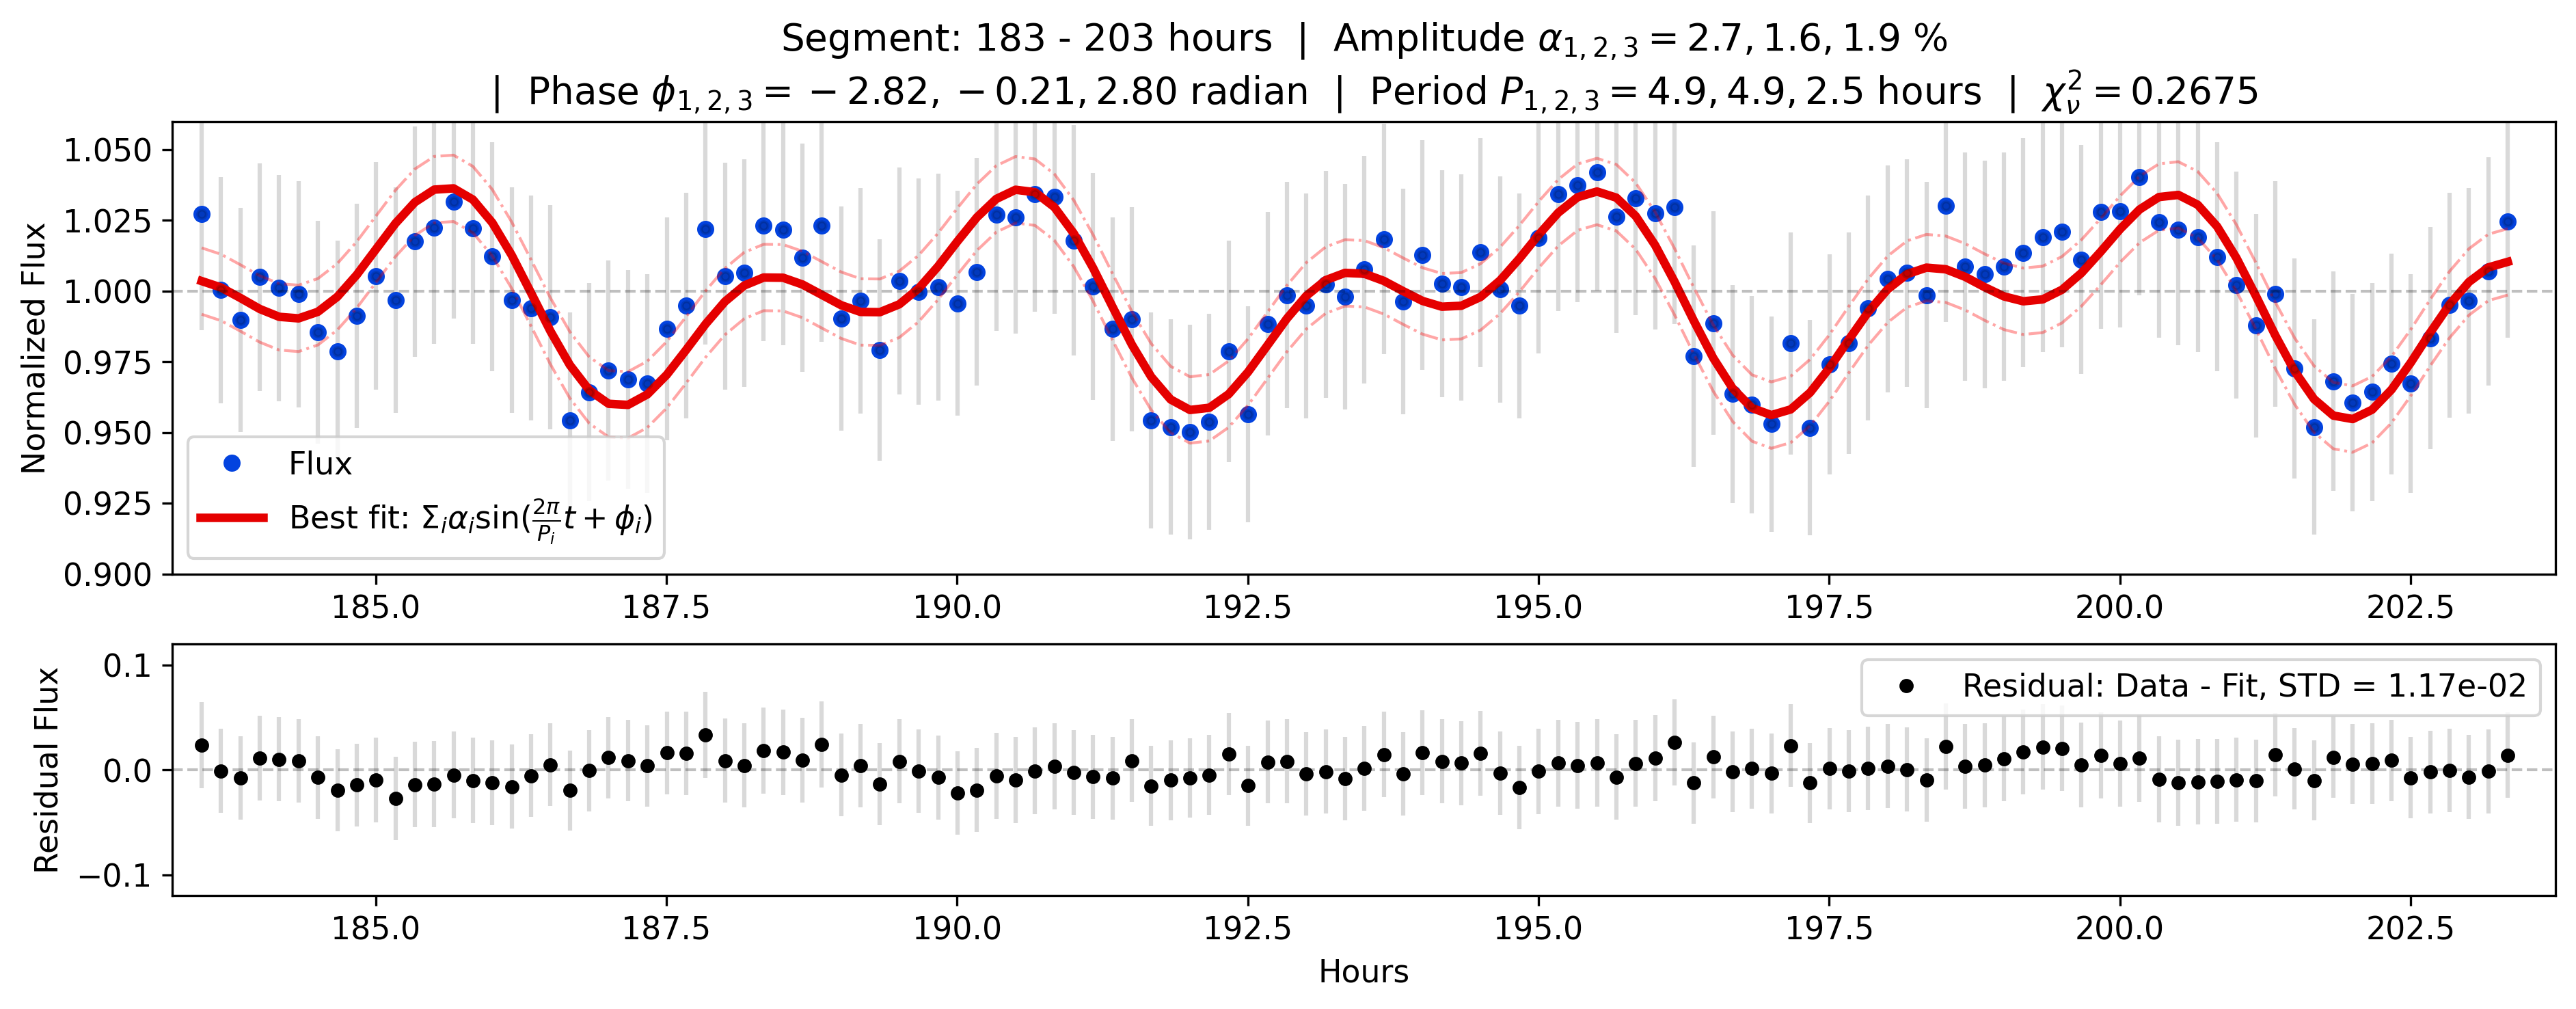 Segment: 183 - 203 hours | Amplitude α₁,₂,₃ = 2.7, 1.6, 1.9 %
| Phase ϕ₁,₂,₃ = − 2.82, − 0.21, 2.80 radian | Period P₁,₂,₃ = 4.9, 4.9, 2.5 hours | χ²ᵥ = 0.2675
Normalized Flux
1.050
1.025
1.000
0.975
0.950
0.925
0.900
Flux
Best fit: Σᵢαᵢsin(2π/Pᵢ t + ϕᵢ)
185.0 187.5 190.0 192.5 195.0 197.5 200.0 202.5
Residual Flux
0.1
0.0
−0.1
Residual: Data - Fit, STD = 1.17e-02
185.0 187.5 190.0 192.5 195.0 197.5 200.0 202.5
Hours